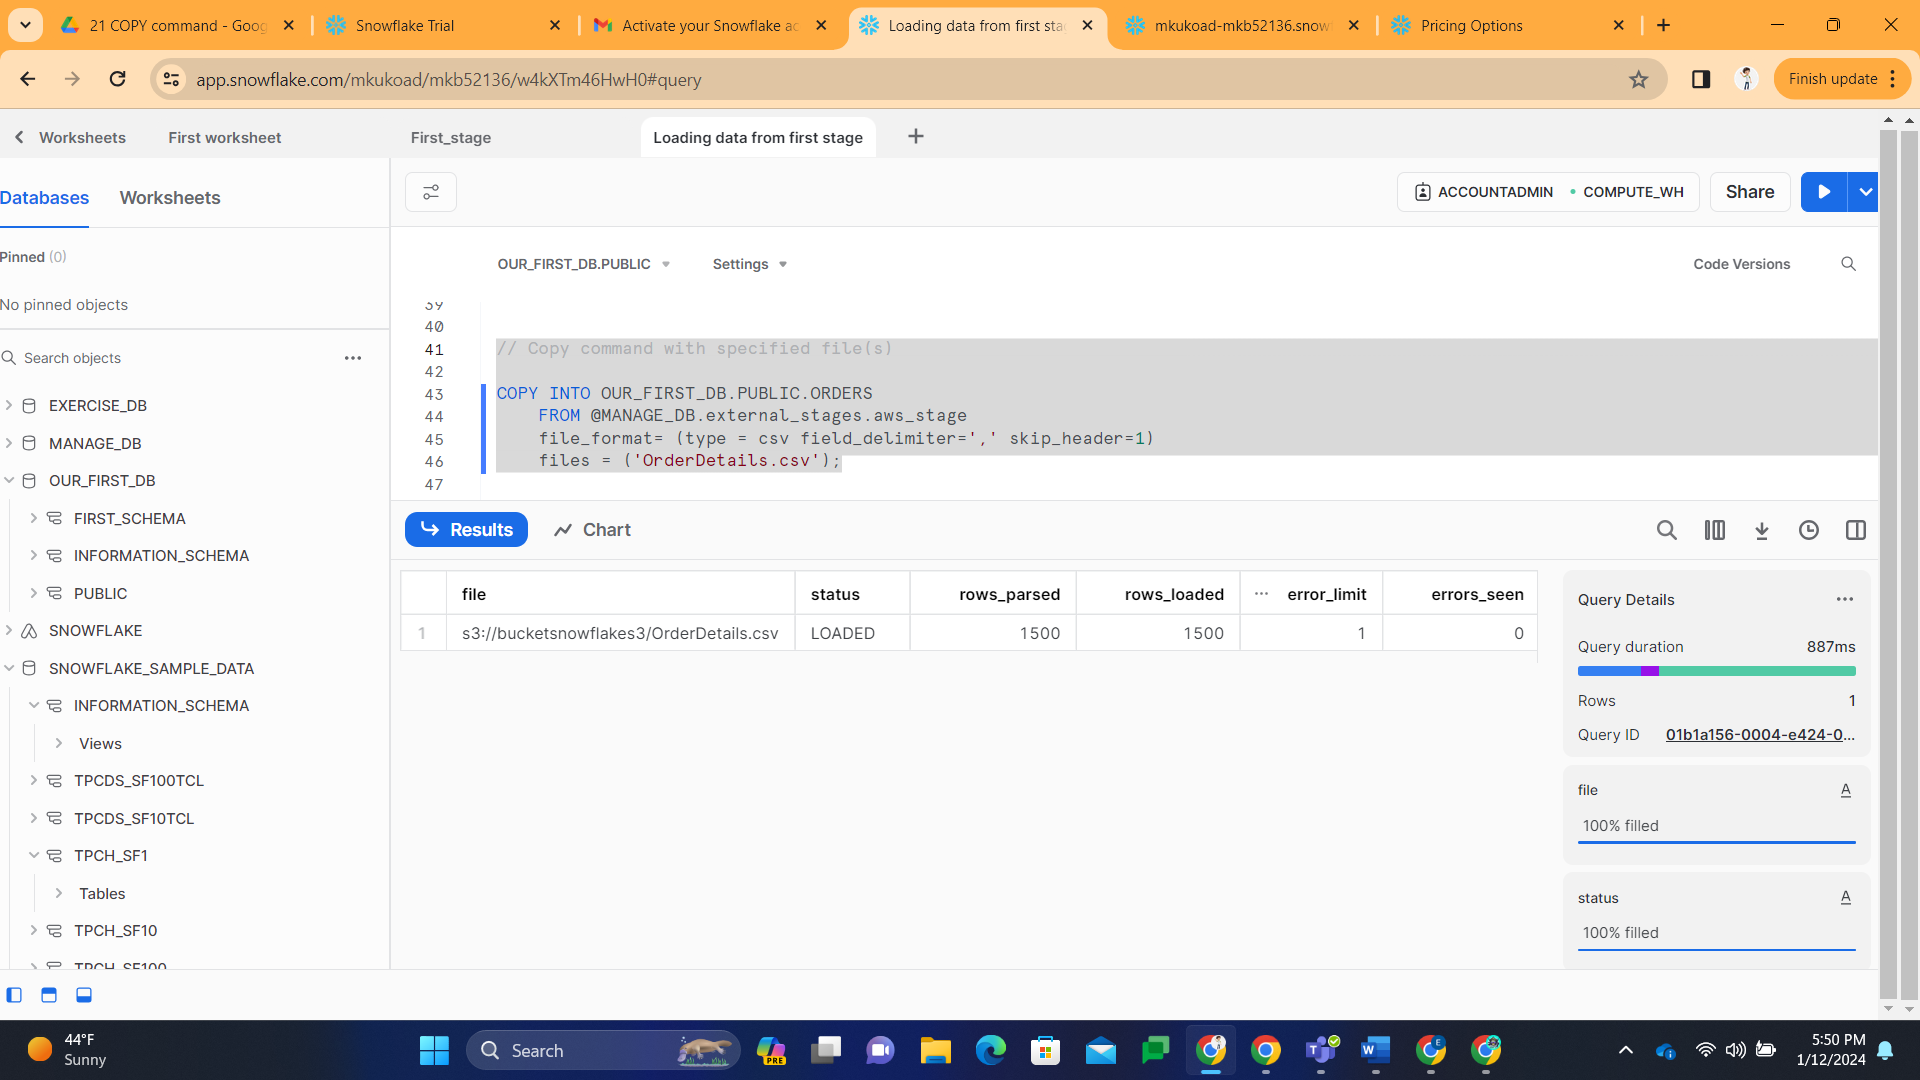 21 COPY command - Goog
Snowflake Trial
Activate your Snowflake ac
Loading data from first sta
mkukoad-mkb52136.snow
Pricing Options
app.snowflake.com/mkukoad/mkb52136/w4kXTm46HwH0#query
Finish update
Worksheets
First worksheet
First_stage
Loading data from first stage
Databases
Worksheets
ACCOUNTADMIN
COMPUTE_WH
Share
Pinned (0)
No pinned objects
Search objects
EXERCISE_DB
MANAGE_DB
OUR_FIRST_DB
FIRST_SCHEMA
INFORMATION_SCHEMA
PUBLIC
SNOWFLAKE
SNOWFLAKE_SAMPLE_DATA
INFORMATION_SCHEMA
Views
TPCDS_SF100TCL
TPCDS_SF10TCL
TPCH_SF1
Tables
TPCH_SF10
TPCH_SF100
OUR_FIRST_DB.PUBLIC
Settings
Code Versions
39
40
41 // Copy command with specified file(s)
42
43 COPY INTO OUR_FIRST_DB.PUBLIC.ORDERS
44 FROM @MANAGE_DB.external_stages.aws_stage
45 file_format= (type = csv field_delimiter=',' skip_header=1)
46 files = ('OrderDetails.csv');
47
Results
Chart
file status rows_parsed rows_loaded ··· error_limit errors_seen
1 s3://bucketsnowflakes3/OrderDetails.csv LOADED 1500 1500 1 0
Query Details
Query duration 887ms
Rows 1
Query ID 01b1a156-0004-e424-0...
file A
100% filled
status A
100% filled
44°F
Sunny
Search
PRE
5:50 PM
1/12/2024